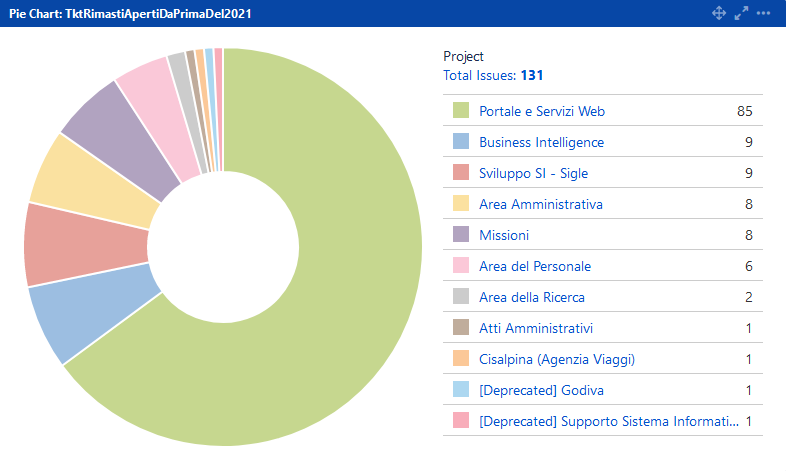 Pie Chart: TktRimastiApertiDaPrimaDel2021
Project
Total Issues: 131
Portale e Servizi Web 85
Business Intelligence 9
Sviluppo SI - Sigle 9
Area Amministrativa 8
Missioni 8
Area del Personale 6
Area della Ricerca 2
Atti Amministrativi 1
Cisalpina (Agenzia Viaggi) 1
[Deprecated] Godiva 1
[Deprecated] Supporto Sistema Informati... 1